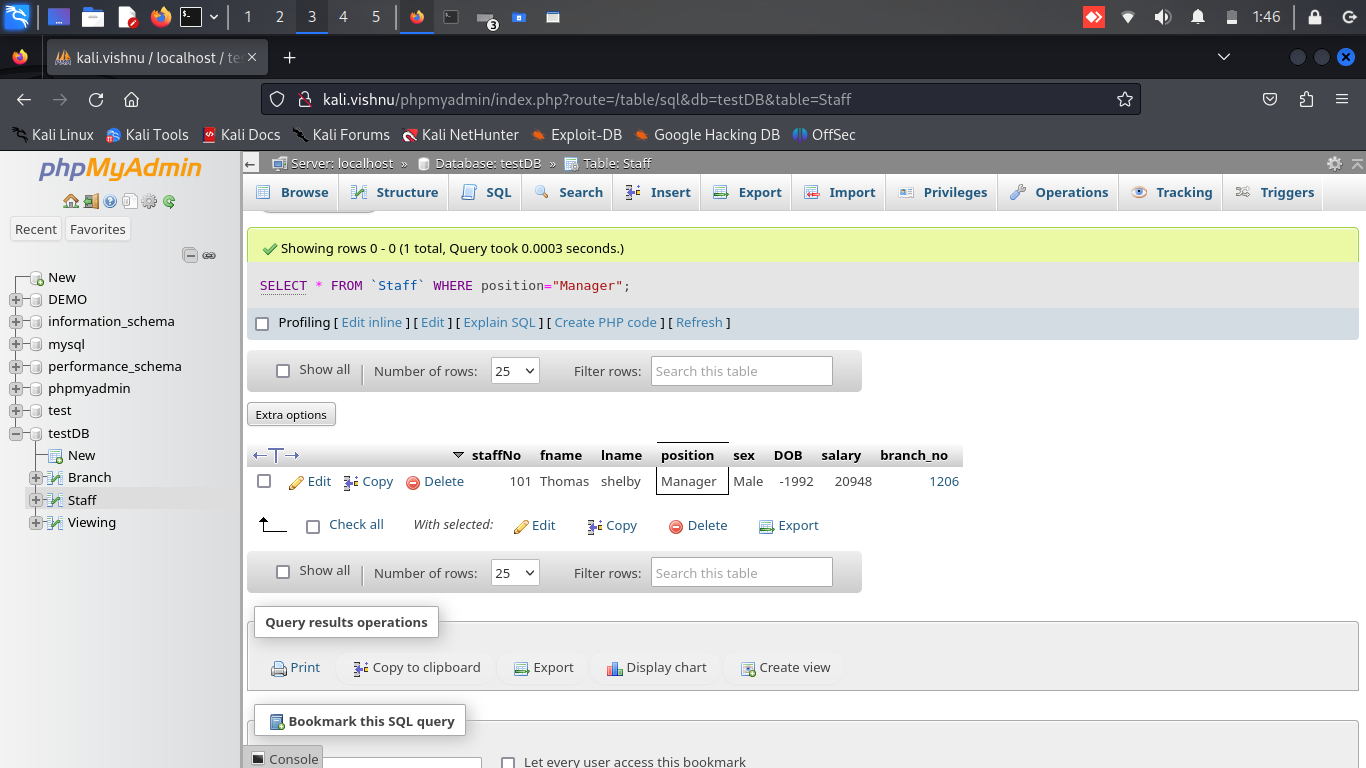 1 2 3 4 5 3 1:46
kali.vishnu / localhost / te
kali.vishnu/phpmyadmin/index.php?route=/table/sql&db=testDB&table=Staff
Kali Linux Kali Tools Kali Docs Kali Forums Kali NetHunter Exploit-DB Google Hacking DB OffSec
phpMyAdmin
Recent Favorites
New
DEMO
information_schema
mysql
performance_schema
phpmyadmin
test
testDB
New
Branch
Staff
Viewing
Server: localhost » Database: testDB » Table: Staff
Browse Structure SQL Search Insert Export Import Privileges Operations Tracking Triggers
Showing rows 0 - 0 (1 total, Query took 0.0003 seconds.)
SELECT * FROM `Staff` WHERE position="Manager";
Profiling [ Edit inline ] [ Edit ] [ Explain SQL ] [ Create PHP code ] [ Refresh ]
Show all Number of rows: 25 Filter rows: Search this table
Extra options
staffNo fname lname position sex DOB salary branch_no
Edit Copy Delete 101 Thomas shelby Manager Male -1992 20948 1206
Check all With selected: Edit Copy Delete Export
Show all Number of rows: 25 Filter rows: Search this table
Query results operations
Print Copy to clipboard Export Display chart Create view
Bookmark this SQL query
Console
Let every user access this bookmark